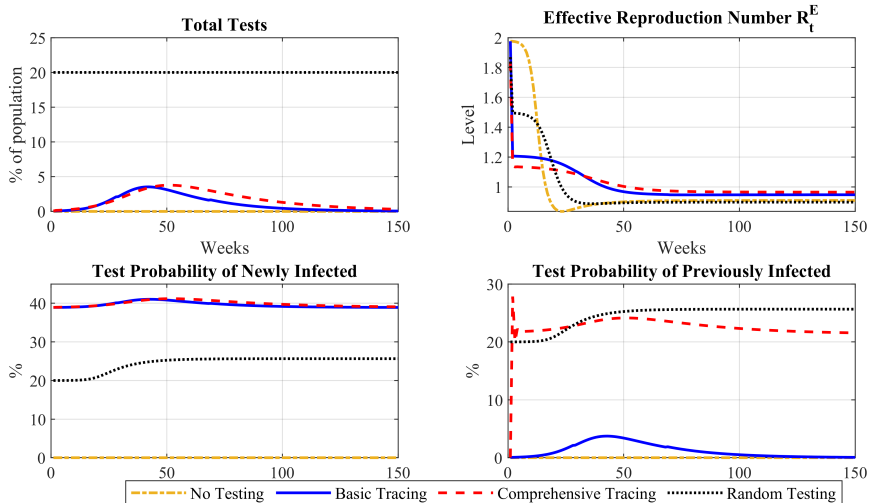 Total Tests
25
20
15
10
5
0
% of population
0 50 100 150
Weeks
Effective Reproduction Number R_t^E
2
1.8
1.6
1.4
1.2
1
Level
0 50 100 150
Weeks
Test Probability of Newly Infected
40
30
20
10
0
%
0 50 100 150
Test Probability of Previously Infected
30
20
10
0
%
0 50 100 150
No Testing Basic Tracing Comprehensive Tracing Random Testing